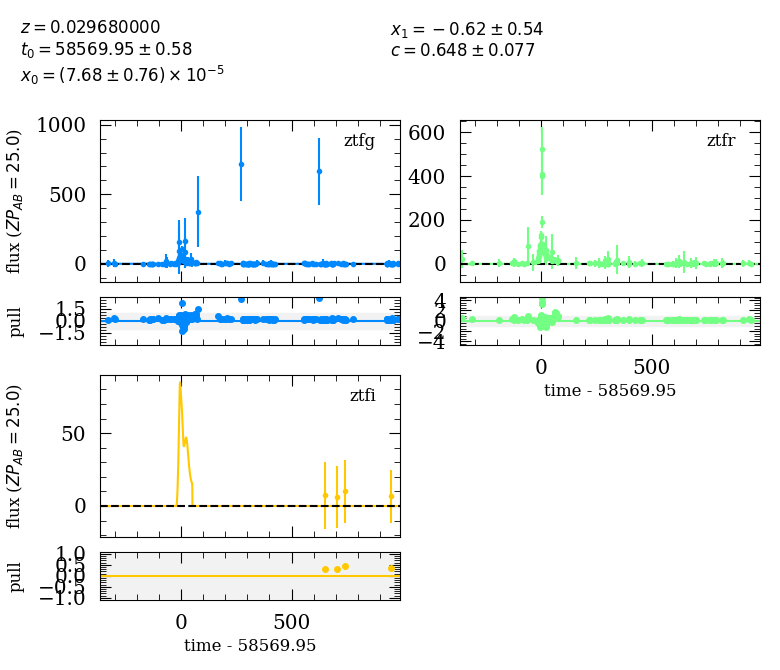 z = 0.029680000
t₀ = 58569.95 ± 0.58
x₀ = (7.68 ± 0.76) × 10⁻⁵
x₁ = −0.62 ± 0.54
c = 0.648 ± 0.077
ztfg
1000
500
0
flux (ZP_AB = 25.0)
1.5
0.0
−1.5
pull
ztfr
600
400
200
0
4
2
0
−2
−4
0 500
time - 58569.95
ztfi
50
0
flux (ZP_AB = 25.0)
1.0
0.5
0.0
−0.5
−1.0
pull
0 500
time - 58569.95